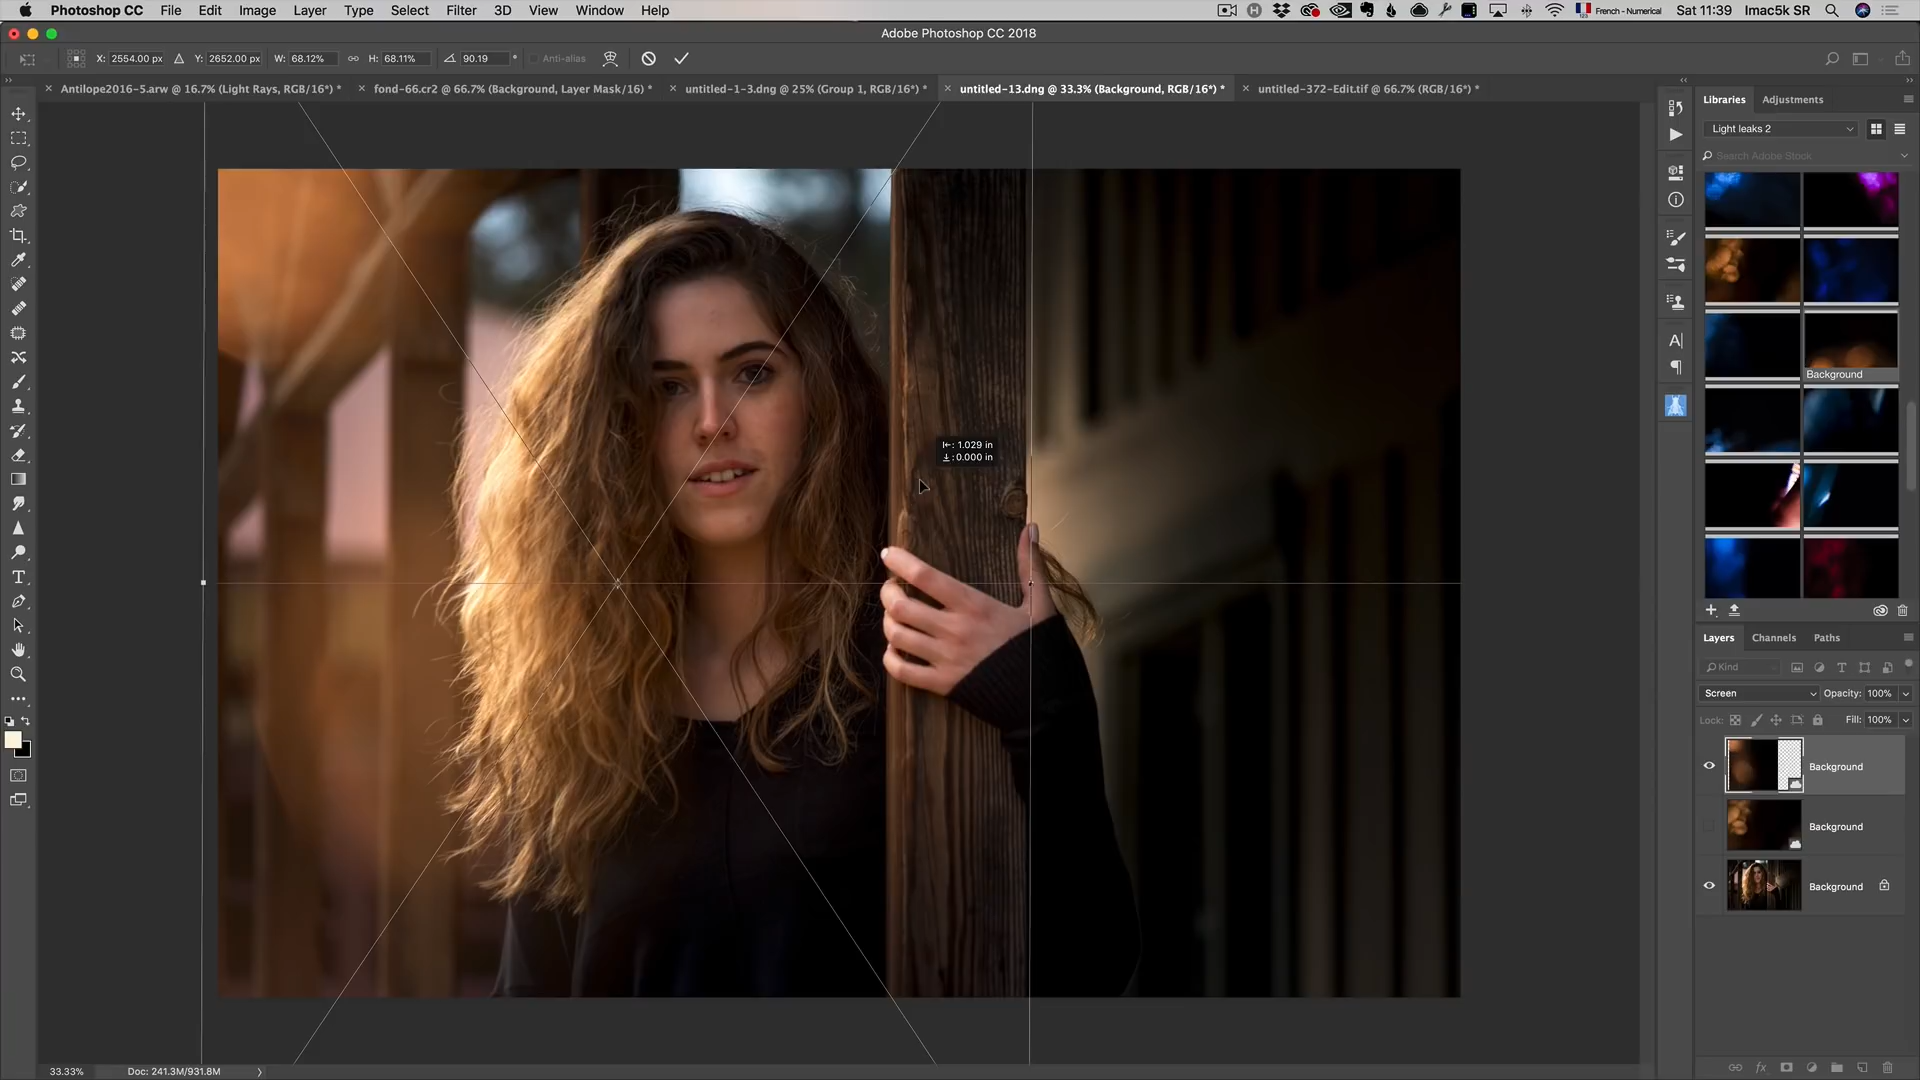 Photoshop CC File Edit Image Layer Type Select Filter 3D View Window Help French - Numerical Sat 11:39 Imac5k SR
Adobe Photoshop CC 2018
X: 2554.00 px Y: 2652.00 px W: 68.12% H: 68.11% 90.19 ° Anti-alias
× Antilope2016-5.arw @ 16.7% (Light Rays, RGB/16*) * × fond-66.cr2 @ 66.7% (Background, Layer Mask/16) * × untitled-1-3.dng @ 25% (Group 1, RGB/16*) * × untitled-13.dng @ 33.3% (Background, RGB/16*) * × untitled-372-Edit.tif @ 66.7% (RGB/16*) *
Libraries Adjustments
Light leaks 2
Search Adobe Stock
Background
1.029 in
0.000 in
Layers Channels Paths
Kind
Screen Opacity: 100%
Lock: Fill: 100%
Background
Background
Background
33.33% Doc: 241.3M/931.8M